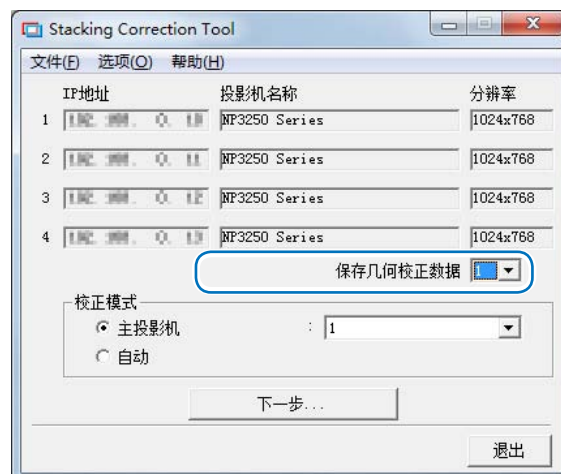 Stacking Correction Tool
文件(F) 选项(O) 帮助(H)
IP地址 投影机名称 分辨率
1 NP3250 Series 1024x768
2 NP3250 Series 1024x768
3 NP3250 Series 1024x768
4 NP3250 Series 1024x768
保存几何校正数据 1
校正模式
主投影机 : 1
自动
下一步...
退出